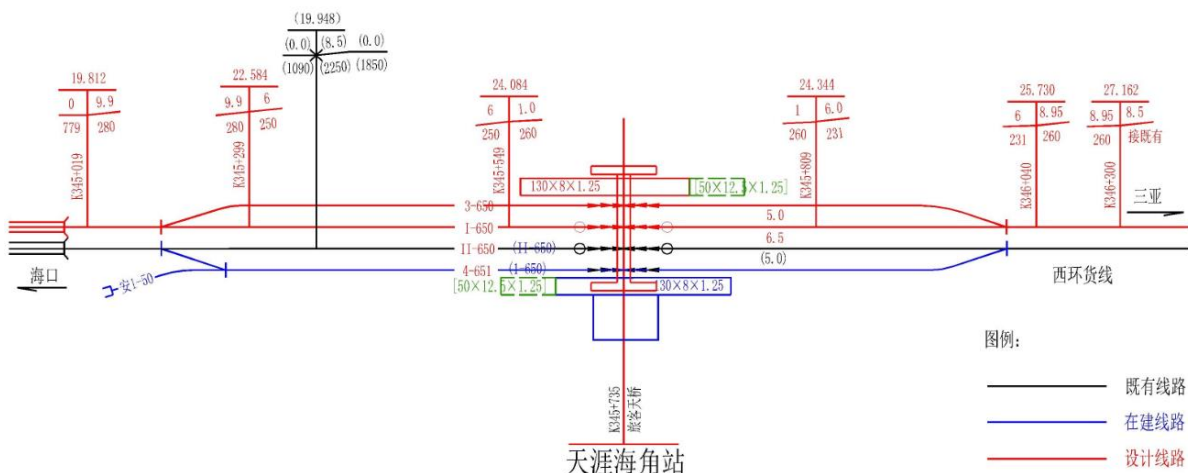 (19.948)
(0.0) (8.5) (0.0)
(1090) (2250) (1850)
19.812
0 9.9
779 280
K345+019
22.584
9.9 6
280 250
K345+299
24.084
6 1.0
250 260
K345+549
24.344
1 6.0
260 231
K345+809
25.730
6 8.95
231 260
K346+040
27.162
8.95 8.5
260 接既有
K346+300
130×8×1.25 [50×12.5×1.25]
三亚
3-650
5.0
I-650
6.5
II-650 (II-650)
(5.0)
4-651 (I-650)
海口
西环货线
安1-50
[50×12.5×1.25] 130×8×1.25
K345+735
旅客天桥
天涯海角站
图例:
既有线路
在建线路
设计线路